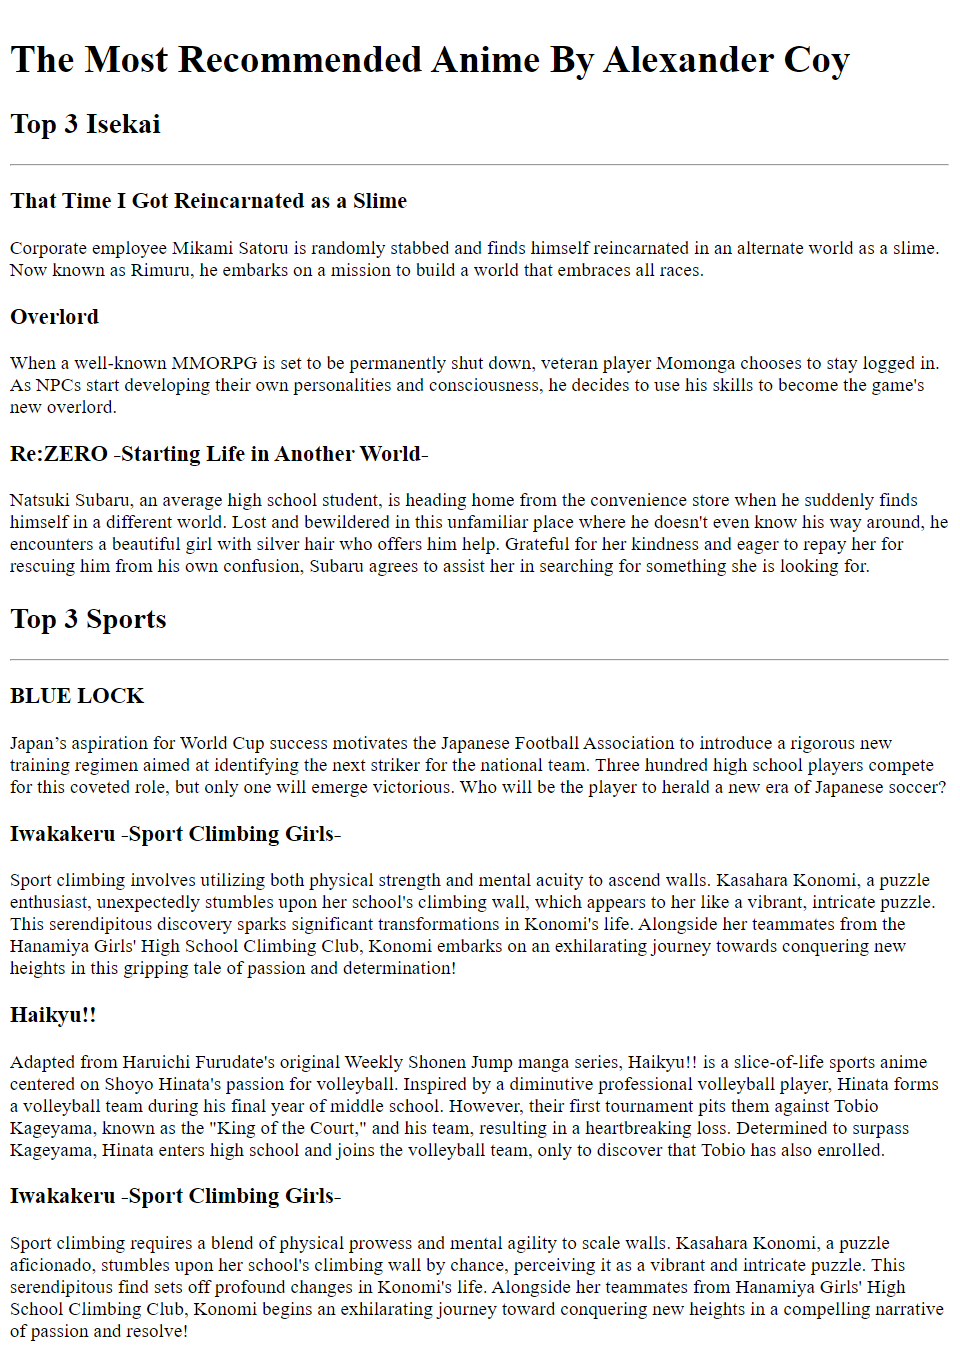 The Most Recommended Anime By Alexander Coy
Top 3 Isekai
That Time I Got Reincarnated as a Slime
Corporate employee Mikami Satoru is randomly stabbed and finds himself reincarnated in an alternate world as a slime.
Now known as Rimuru, he embarks on a mission to build a world that embraces all races.
Overlord
When a well-known MMORPG is set to be permanently shut down, veteran player Momonga chooses to stay logged in.
As NPCs start developing their own personalities and consciousness, he decides to use his skills to become the game's
new overlord.
Re:ZERO -Starting Life in Another World-
Natsuki Subaru, an average high school student, is heading home from the convenience store when he suddenly finds
himself in a different world. Lost and bewildered in this unfamiliar place where he doesn't even know his way around, he
encounters a beautiful girl with silver hair who offers him help. Grateful for her kindness and eager to repay her for
rescuing him from his own confusion, Subaru agrees to assist her in searching for something she is looking for.
Top 3 Sports
BLUE LOCK
Japan’s aspiration for World Cup success motivates the Japanese Football Association to introduce a rigorous new
training regimen aimed at identifying the next striker for the national team. Three hundred high school players compete
for this coveted role, but only one will emerge victorious. Who will be the player to herald a new era of Japanese soccer?
Iwakakeru -Sport Climbing Girls-
Sport climbing involves utilizing both physical strength and mental acuity to ascend walls. Kasahara Konomi, a puzzle
enthusiast, unexpectedly stumbles upon her school's climbing wall, which appears to her like a vibrant, intricate puzzle.
This serendipitous discovery sparks significant transformations in Konomi's life. Alongside her teammates from the
Hanamiya Girls' High School Climbing Club, Konomi embarks on an exhilarating journey towards conquering new
heights in this gripping tale of passion and determination!
Haikyu!!
Adapted from Haruichi Furudate's original Weekly Shonen Jump manga series, Haikyu!! is a slice-of-life sports anime
centered on Shoyo Hinata's passion for volleyball. Inspired by a diminutive professional volleyball player, Hinata forms
a volleyball team during his final year of middle school. However, their first tournament pits them against Tobio
Kageyama, known as the "King of the Court," and his team, resulting in a heartbreaking loss. Determined to surpass
Kageyama, Hinata enters high school and joins the volleyball team, only to discover that Tobio has also enrolled.
Iwakakeru -Sport Climbing Girls-
Sport climbing requires a blend of physical prowess and mental agility to scale walls. Kasahara Konomi, a puzzle
aficionado, stumbles upon her school's climbing wall by chance, perceiving it as a vibrant and intricate puzzle. This
serendipitous find sets off profound changes in Konomi's life. Alongside her teammates from Hanamiya Girls' High
School Climbing Club, Konomi begins an exhilarating journey toward conquering new heights in a compelling narrative
of passion and resolve!